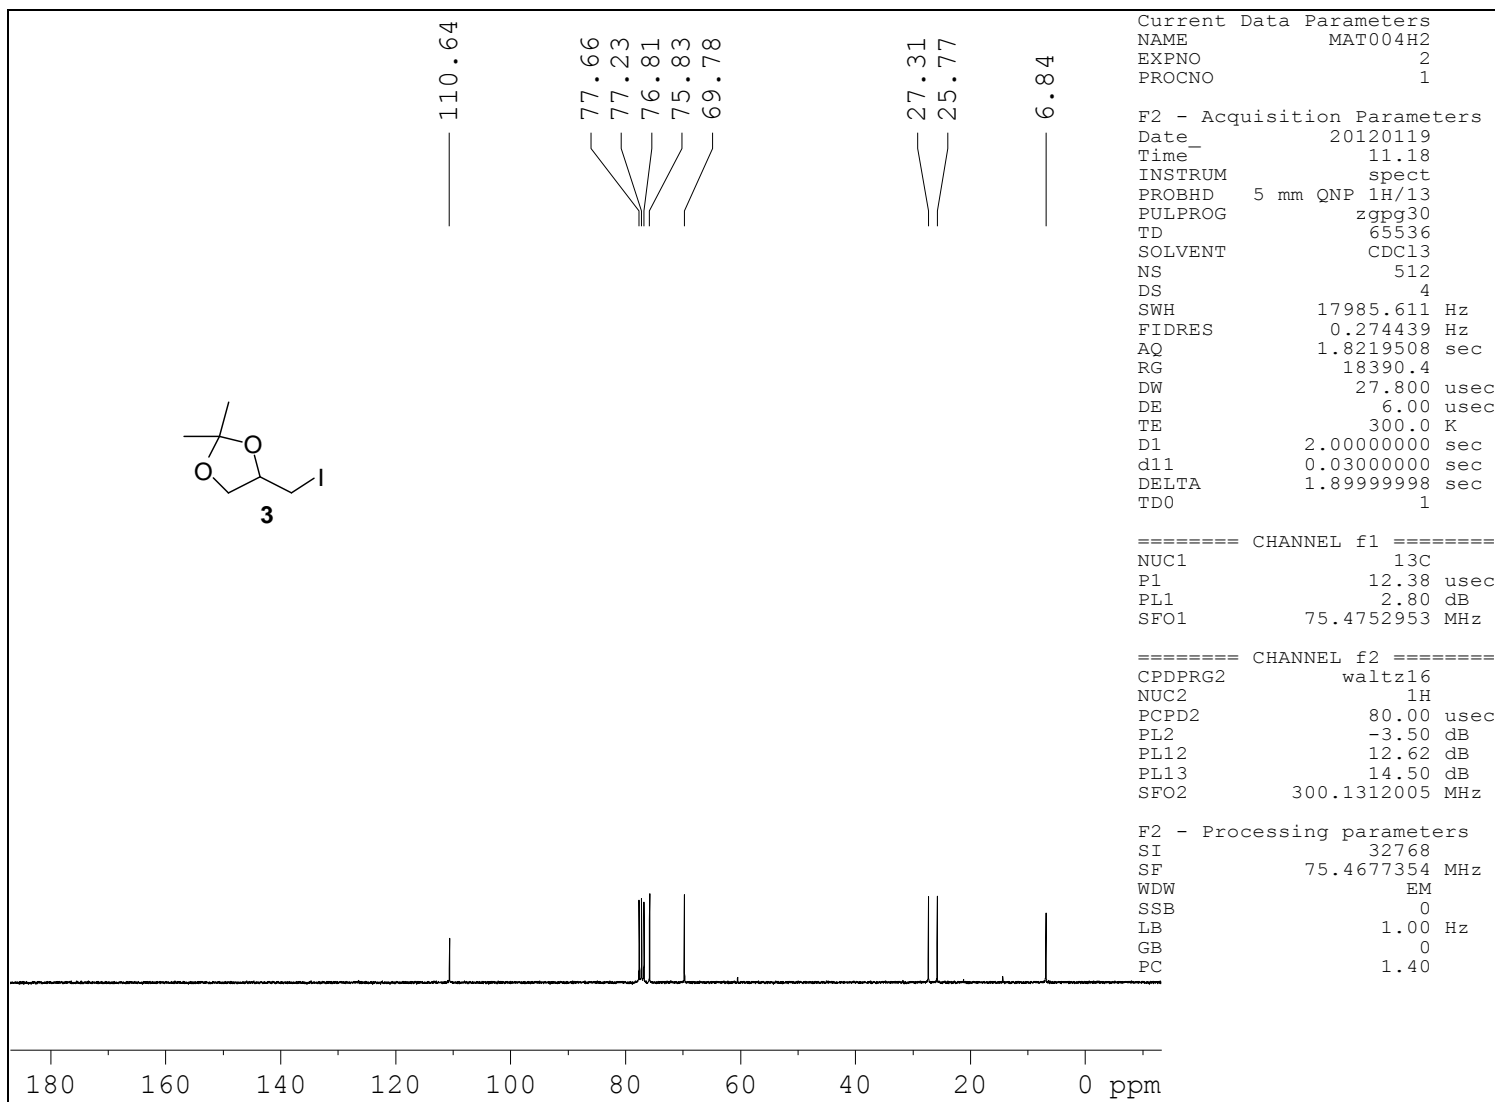 110.64
77.66
77.23
76.81
75.83
69.78
27.31
25.77
6.84
O
O
I
3
180 160 140 120 100 80 60 40 20 0 ppm
Current Data Parameters
NAME MAT004H2
EXPNO 2
PROCNO 1
F2 - Acquisition Parameters
Date_ 20120119
Time 11.18
INSTRUM spect
PROBHD 5 mm QNP 1H/13
PULPROG zgpg30
TD 65536
SOLVENT CDCl3
NS 512
DS 4
SWH 17985.611 Hz
FIDRES 0.274439 Hz
AQ 1.8219508 sec
RG 18390.4
DW 27.800 usec
DE 6.00 usec
TE 300.0 K
D1 2.00000000 sec
d11 0.03000000 sec
DELTA 1.89999998 sec
TD0 1
======== CHANNEL f1 ========
NUC1 13C
P1 12.38 usec
PL1 2.80 dB
SFO1 75.4752953 MHz
======== CHANNEL f2 ========
CPDPRG2 waltz16
NUC2 1H
PCPD2 80.00 usec
PL2 -3.50 dB
PL12 12.62 dB
PL13 14.50 dB
SFO2 300.1312005 MHz
F2 - Processing parameters
SI 32768
SF 75.4677354 MHz
WDW EM
SSB 0
LB 1.00 Hz
GB 0
PC 1.40